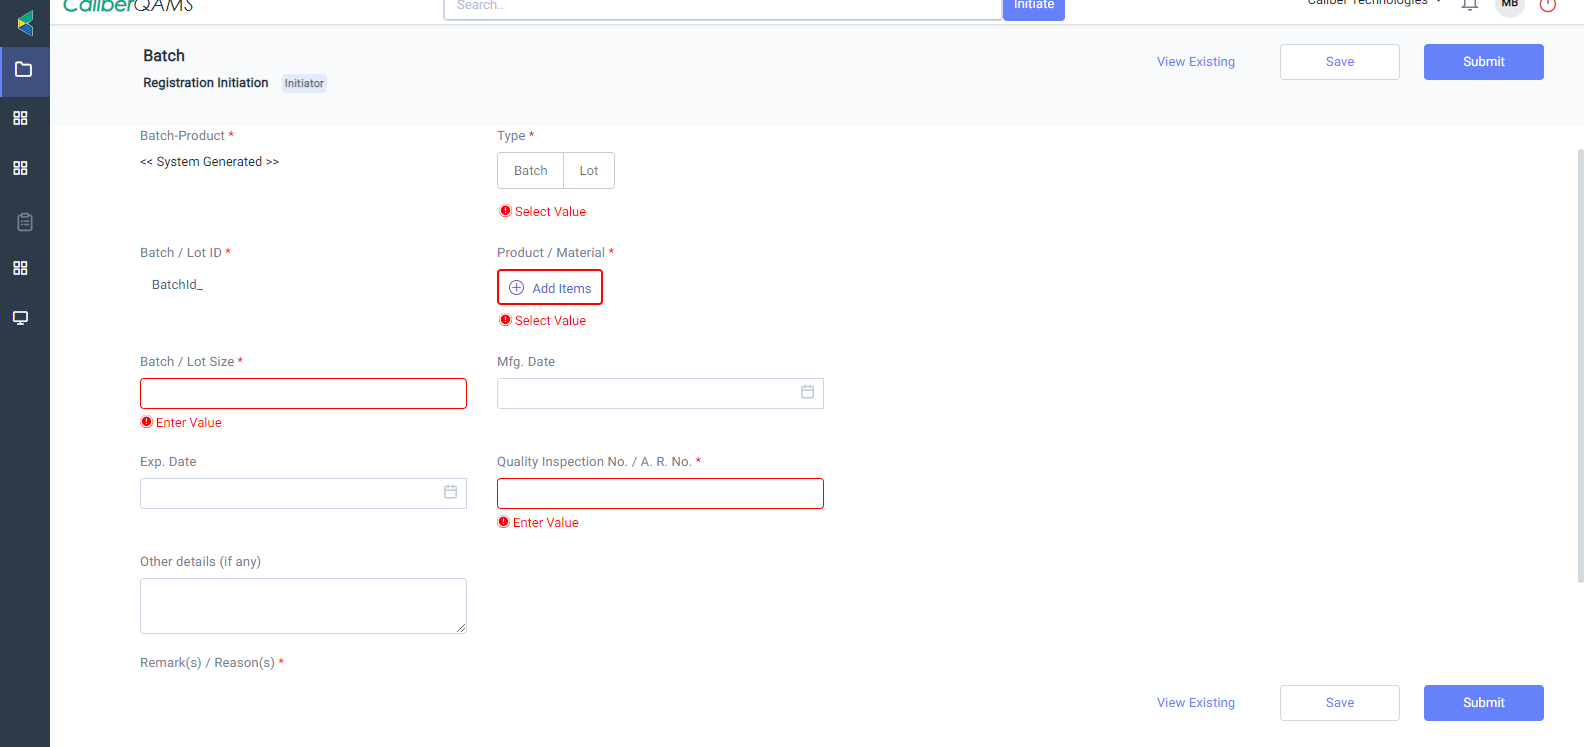 CaliberQAMS
Search..
Initiate
Caliber Technologies
MB
Batch
Registration Initiation Initiator
View Existing
Save
Submit
Batch-Product *
<< System Generated >>
Type *
Batch Lot
Select Value
Batch / Lot ID *
BatchId_
Product / Material *
Add Items
Select Value
Batch / Lot Size *
Enter Value
Mfg. Date
Exp. Date
Quality Inspection No. / A. R. No. *
Enter Value
Other details (if any)
Remark(s) / Reason(s) *
View Existing
Save
Submit